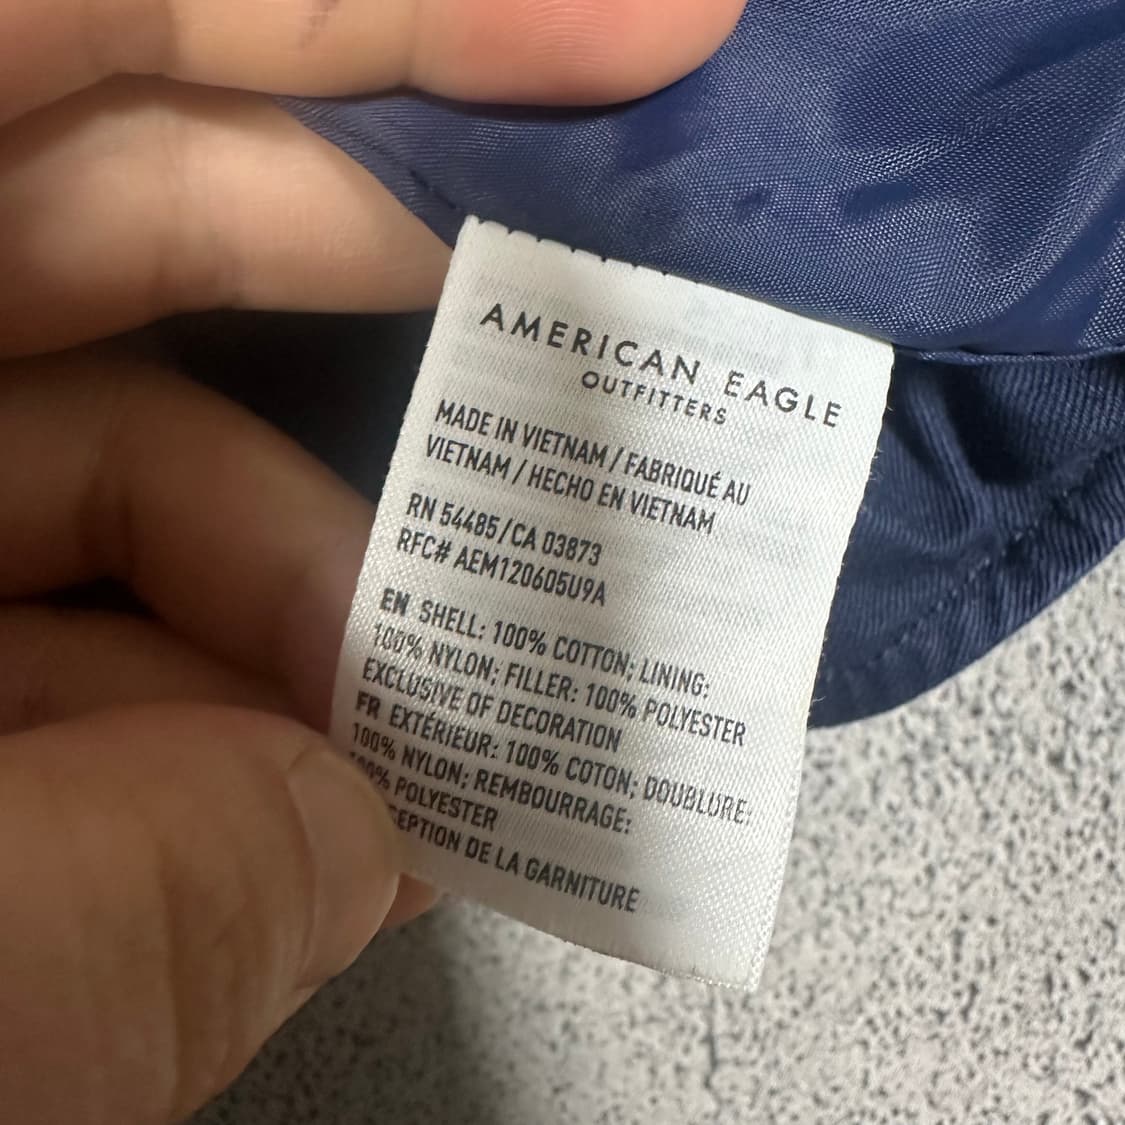 AMERICAN EAGLE
OUTFITTERS
MADE IN VIETNAM / FABRIQUÉ AU
VIETNAM / HECHO EN VIETNAM
RN 54485/CA 03873
RFC# AEM120605U9A
EN SHELL: 100% COTTON; LINING:
100% NYLON; FILLER: 100% POLYESTER
EXCLUSIVE OF DECORATION
FR EXTÉRIEUR: 100% COTON; DOUBLURE:
100% NYLON; REMBOURRAGE:
100% POLYESTER
DE LA GARNITURE